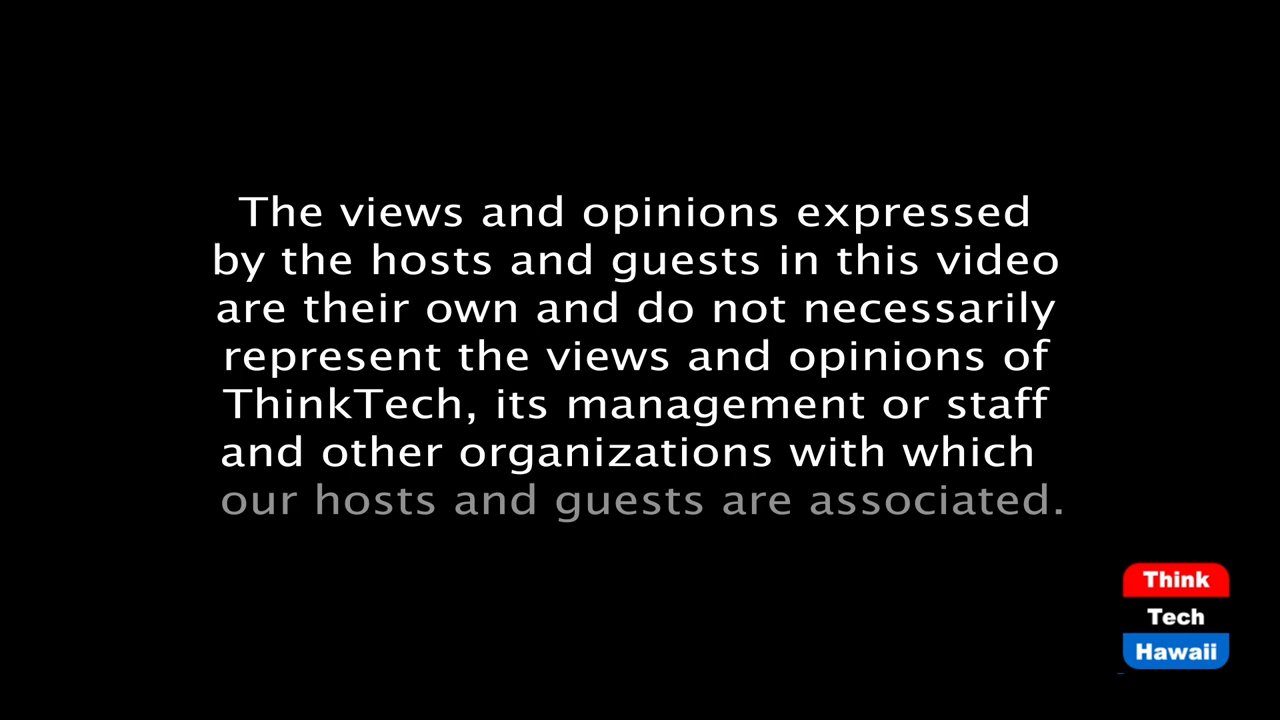 The views and opinions expressed
by the hosts and guests in this video
are their own and do not necessarily
represent the views and opinions of
ThinkTech, its management or staff
and other organizations with which
our hosts and guests are associated.
Think
Tech
Hawaii